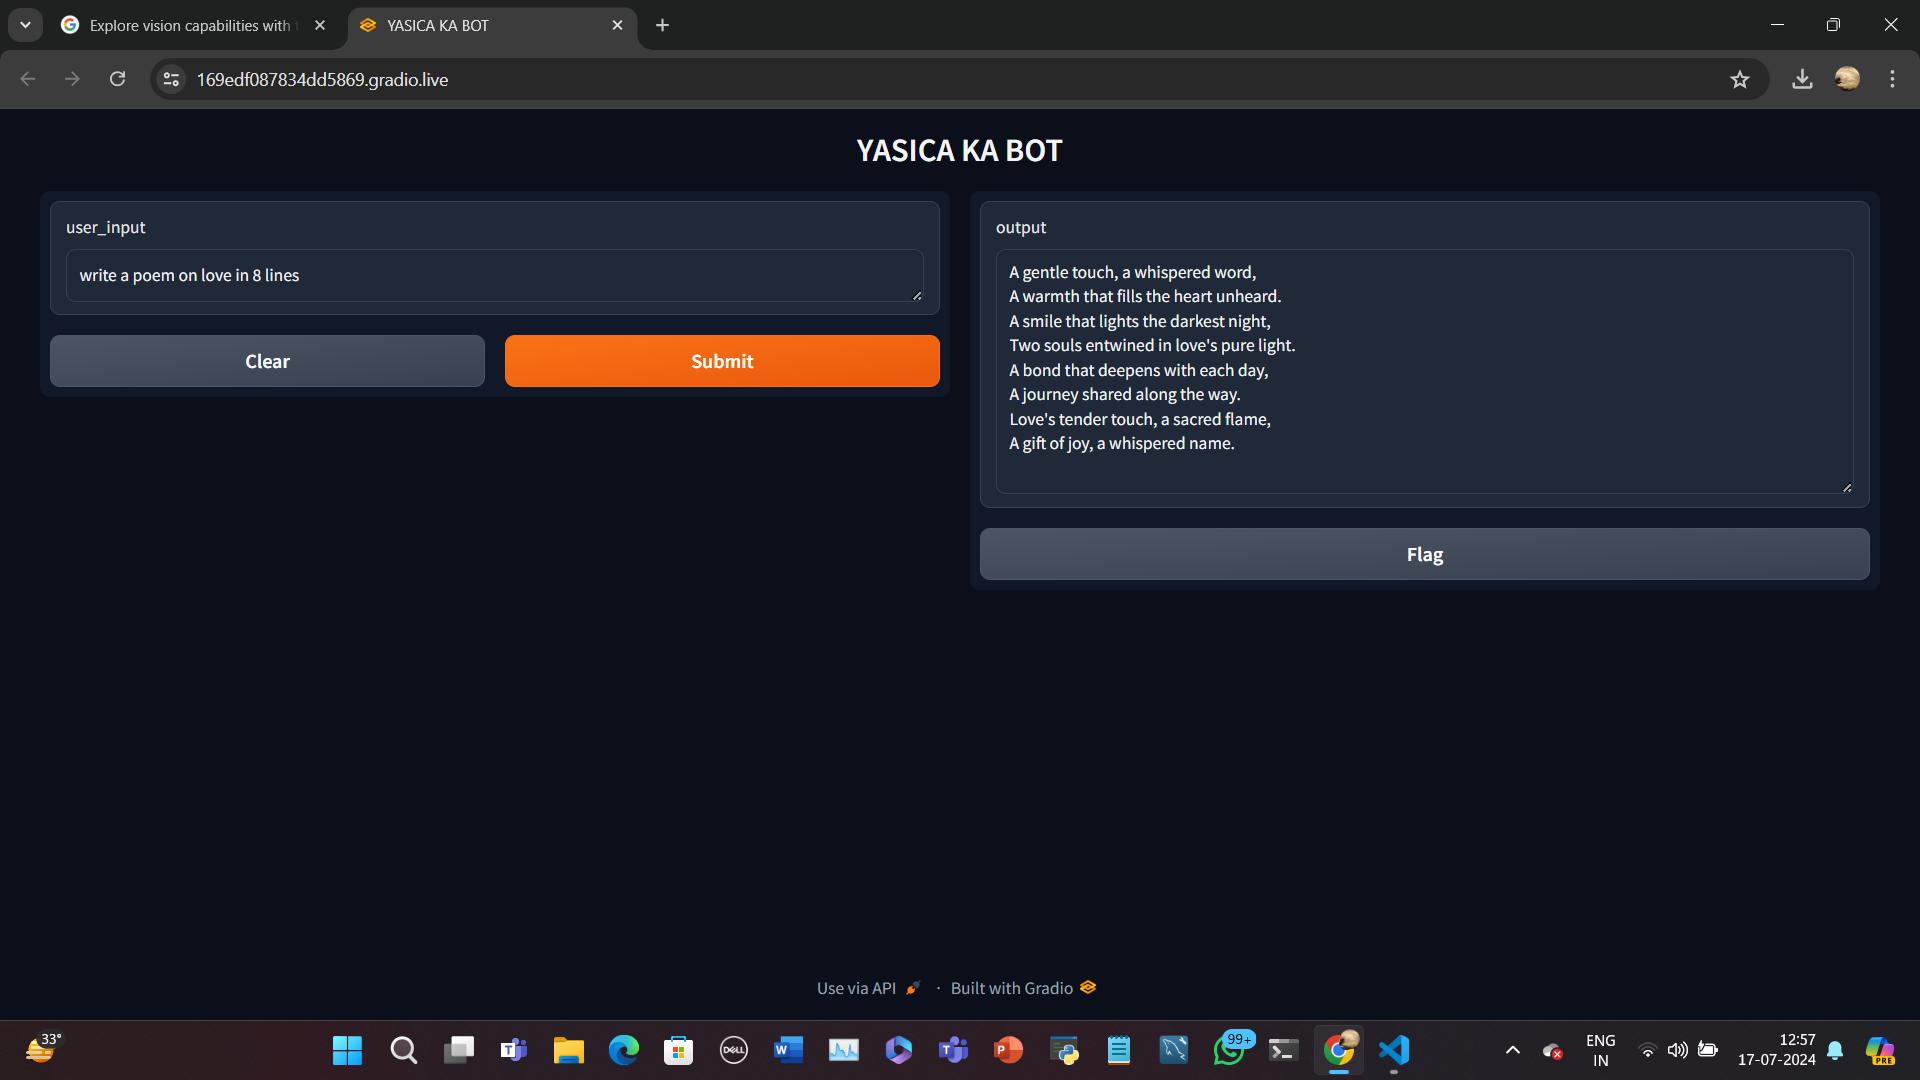 Explore vision capabilities with
YASICA KA BOT
169edf087834dd5869.gradio.live
YASICA KA BOT
user_input
write a poem on love in 8 lines
Clear
Submit
output
A gentle touch, a whispered word,
A warmth that fills the heart unheard.
A smile that lights the darkest night,
Two souls entwined in love's pure light.
A bond that deepens with each day,
A journey shared along the way.
Love's tender touch, a sacred flame,
A gift of joy, a whispered name.
Flag
Use via API
· Built with Gradio
33°
DELL
W
P
99+
ENG
IN
12:57
17-07-2024
PRE